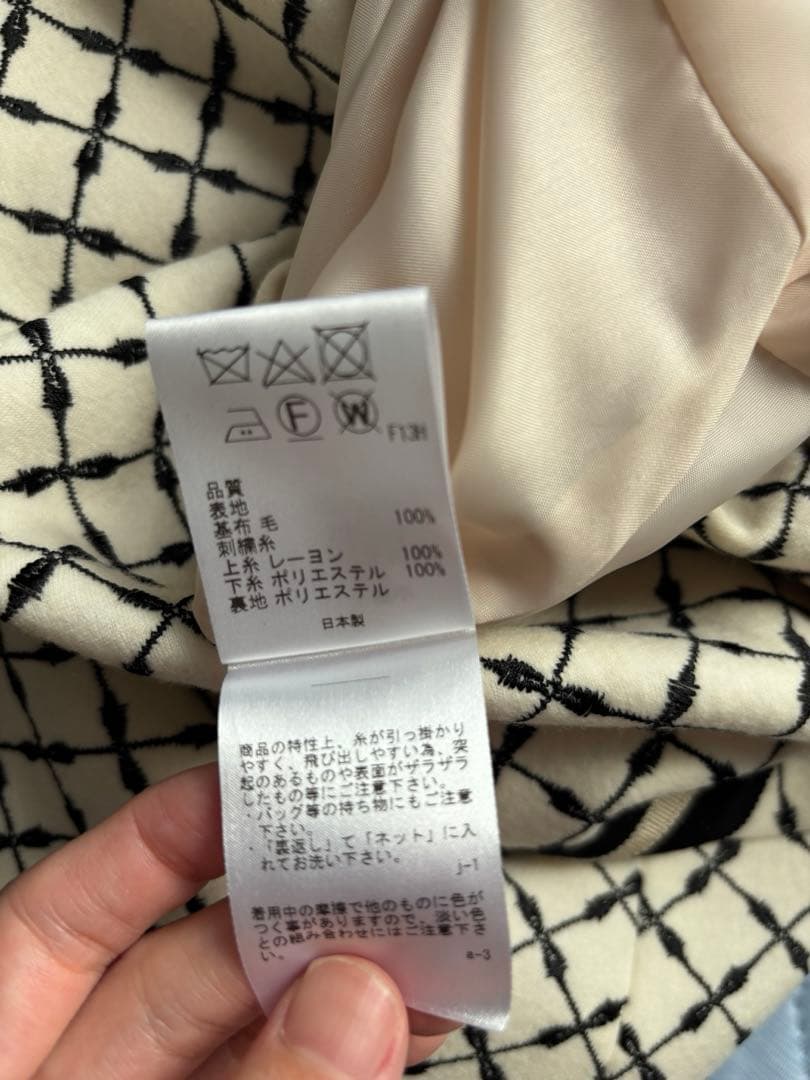 F
W
F13H
品質
表地
基布 毛 100%
刺繍糸
上糸 レーヨン 100%
下糸 ポリエステル 100%
裏地 ポリエステル
日本製
商品の特性上、糸が引っ掛かり
やすく、飛び出しやすい為、突
起のあるものや表面がザラザラ
したもの等にご注意下さい。
・バッグ等の持ち物にもご注意
下さい。
・「裏返し」て「ネット」に入
れてお洗い下さい。
j-1
着用中の摩擦で他のものに色が
つく事がありますので、淡い色
との組み合わせにはご注意下さ
い。
a-3